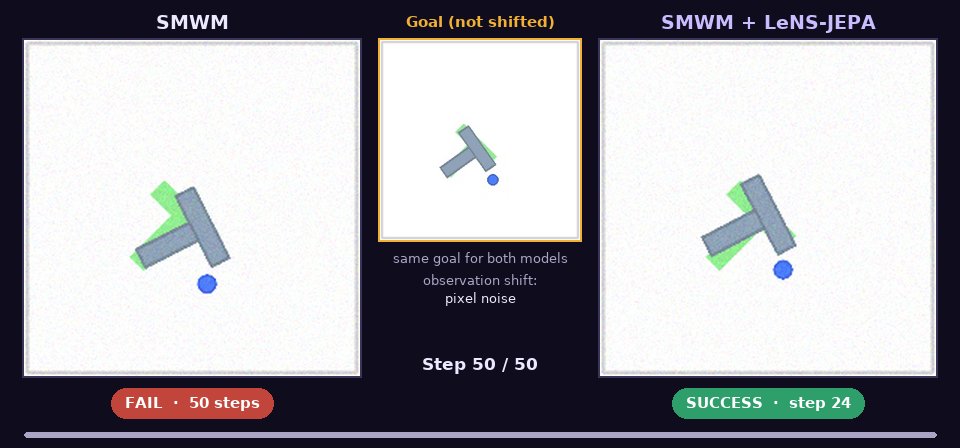 SMWM
Goal (not shifted)
SMWM + LeNS-JEPA
same goal for both models
observation shift:
pixel noise
Step 50 / 50
FAIL · 50 steps
SUCCESS · step 24